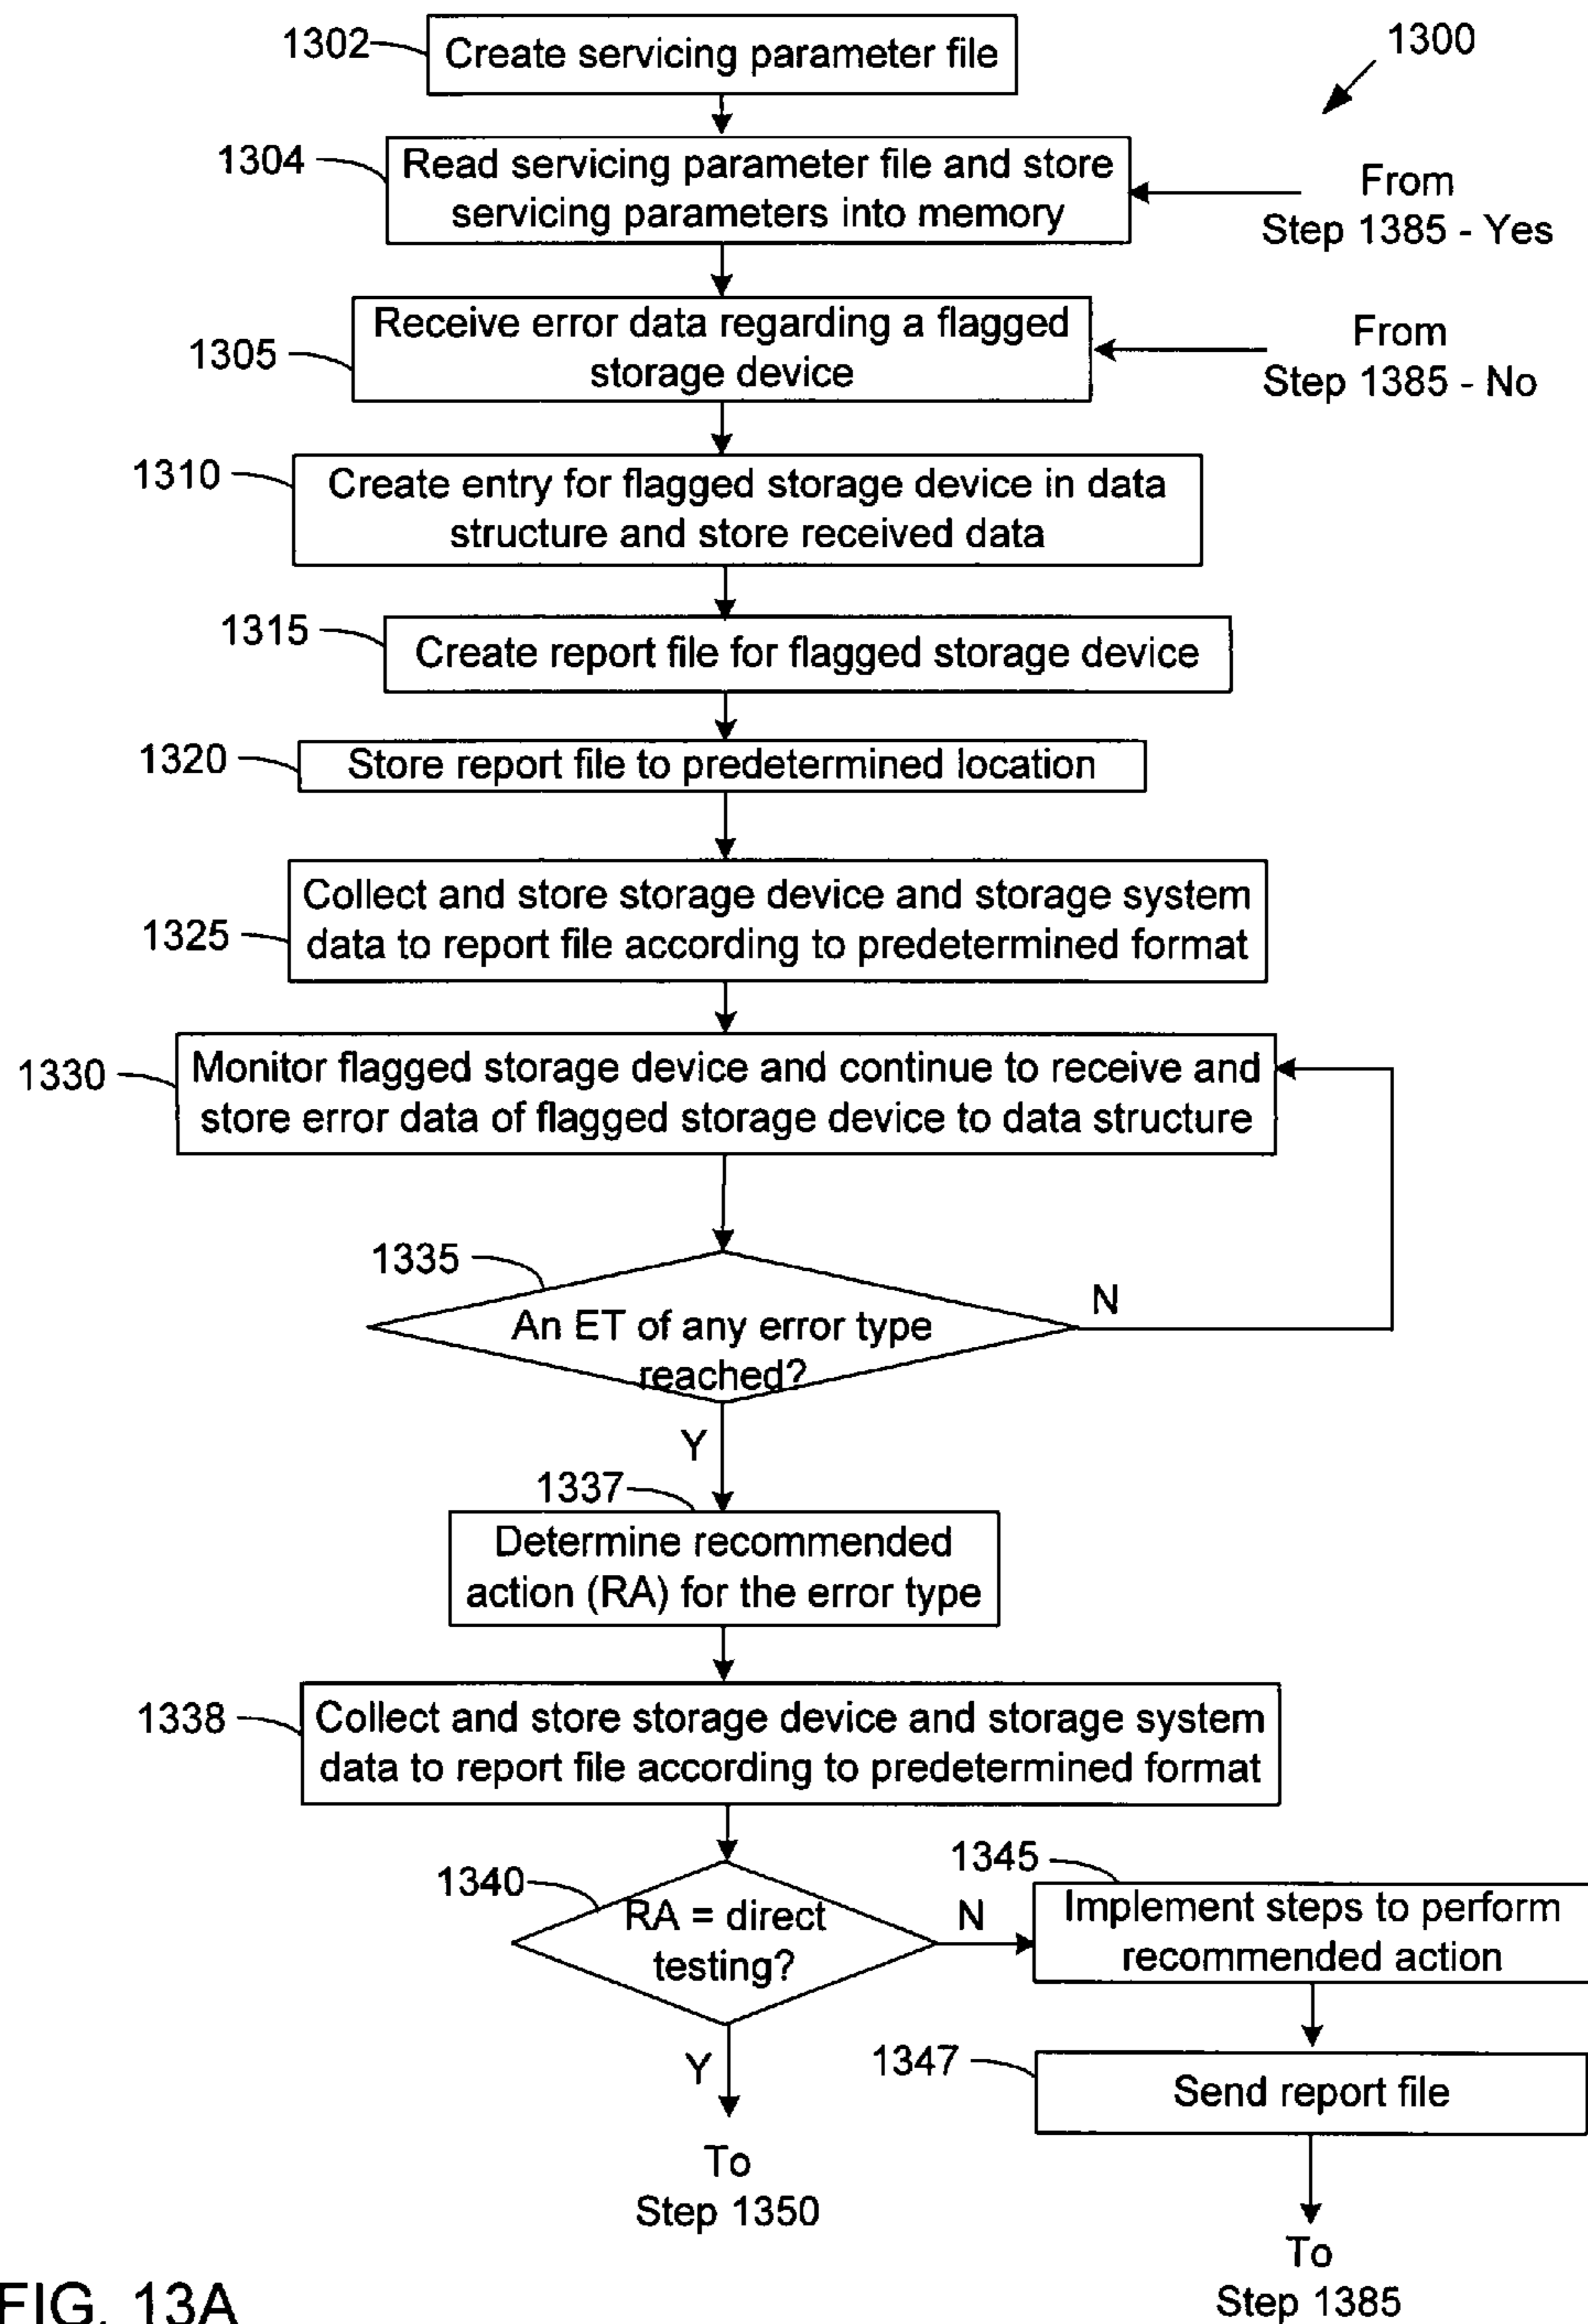 1302
Create servicing parameter file
1300
1304
Read servicing parameter file and store
servicing parameters into memory
From
Step 1385 - Yes
1305
Receive error data regarding a flagged
storage device
From
Step 1385 - No
1310
Create entry for flagged storage device in data
structure and store received data
1315
Create report file for flagged storage device
1320
Store report file to predetermined location
1325
Collect and store storage device and storage system
data to report file according to predetermined format
1330
Monitor flagged storage device and continue to receive and
store error data of flagged storage device to data structure
1335
An ET of any error type
reached?
N
Y
1337
Determine recommended
action (RA) for the error type
1338
Collect and store storage device and storage system
data to report file according to predetermined format
1340
RA = direct
testing?
N
1345
Implement steps to perform
recommended action
Y
1347
Send report file
To
Step 1350
To
Step 1385
FIG. 13A